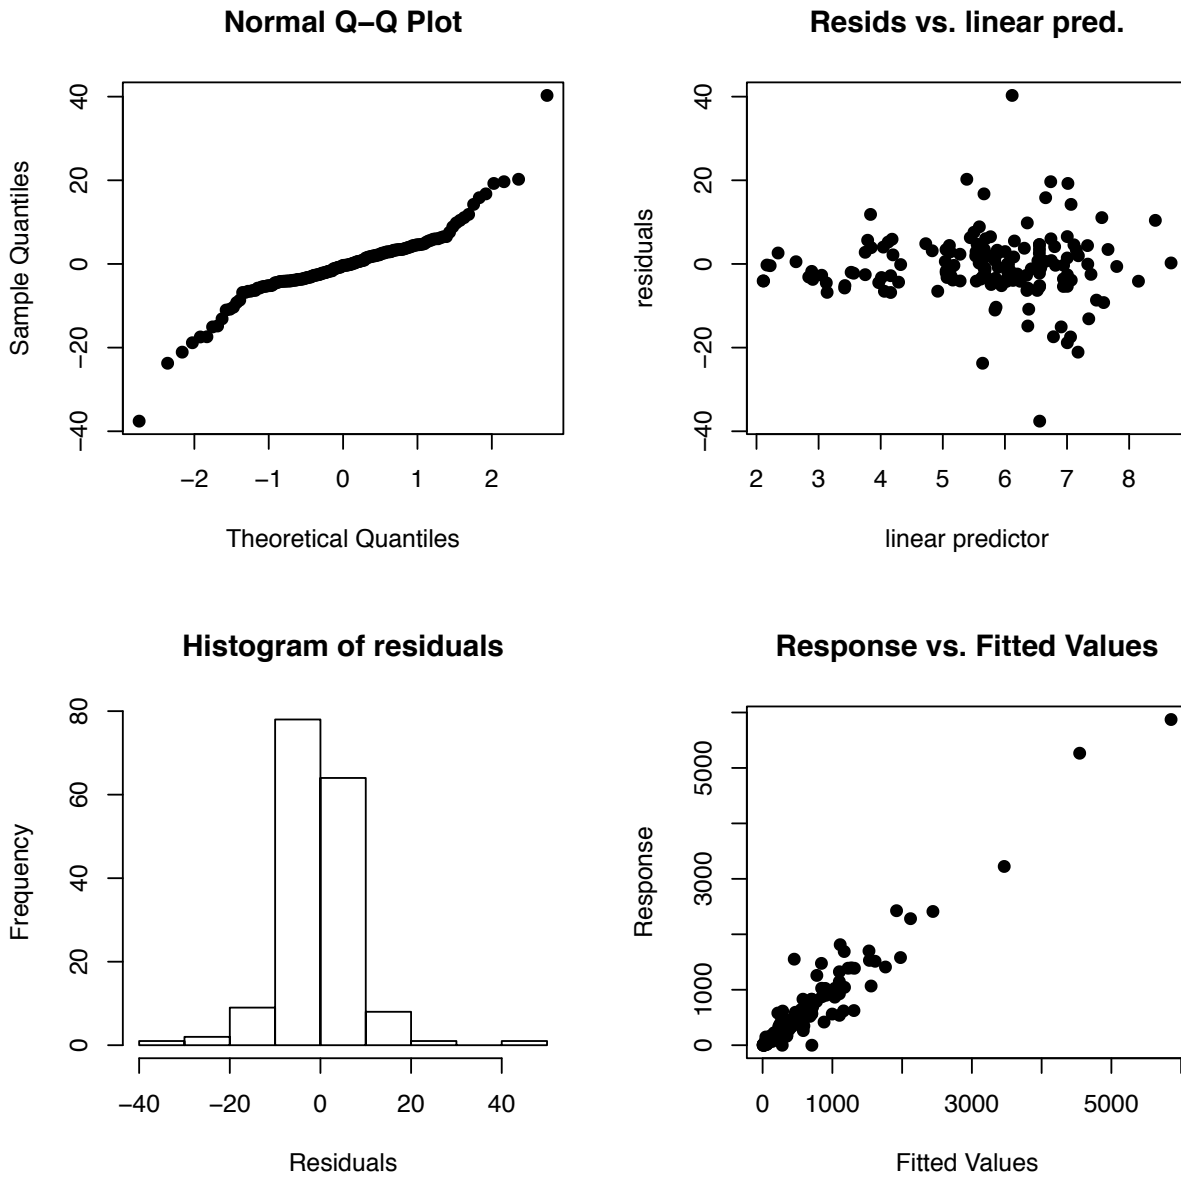 Normal Q–Q Plot
40
20
0
−20
−40
Sample Quantiles
−2 −1 0 1 2
Theoretical Quantiles
Resids vs. linear pred.
40
20
0
−20
−40
residuals
2 3 4 5 6 7 8
linear predictor
Histogram of residuals
80
60
40
20
0
Frequency
−40 −20 0 20 40
Residuals
Response vs. Fitted Values
5000
3000
1000
0
Response
0 1000 3000 5000
Fitted Values